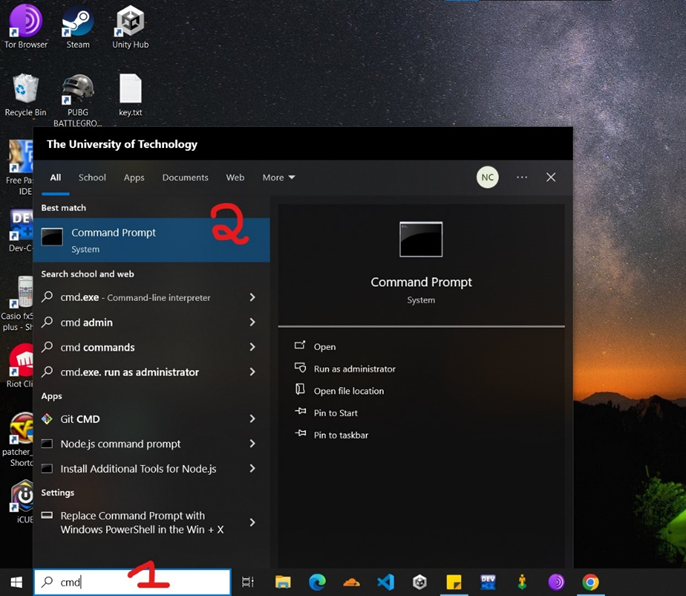 Tor Browser
Steam
Unity Hub
Recycle Bin
PUBG
BATTLEGRO...
key.txt
The University of Technology
Free Pa
IDE
DEV
Dev-C
Casio fx5
plus - S
Riot Cli
patcher_
Shortc
iCUE
All School Apps Documents Web More
NC
Best match
Command Prompt
System
2
Search school and web
cmd.exe - Command-line interpreter
cmd admin
cmd commands
cmd.exe. run as administrator
Apps
Git CMD
Node.js command prompt
Install Additional Tools for Node.js
Settings
Replace Command Prompt with
Windows PowerShell in the Win + X
Command Prompt
System
Open
Run as administrator
Open file location
Pin to Start
Pin to taskbar
cmd
1
DEV